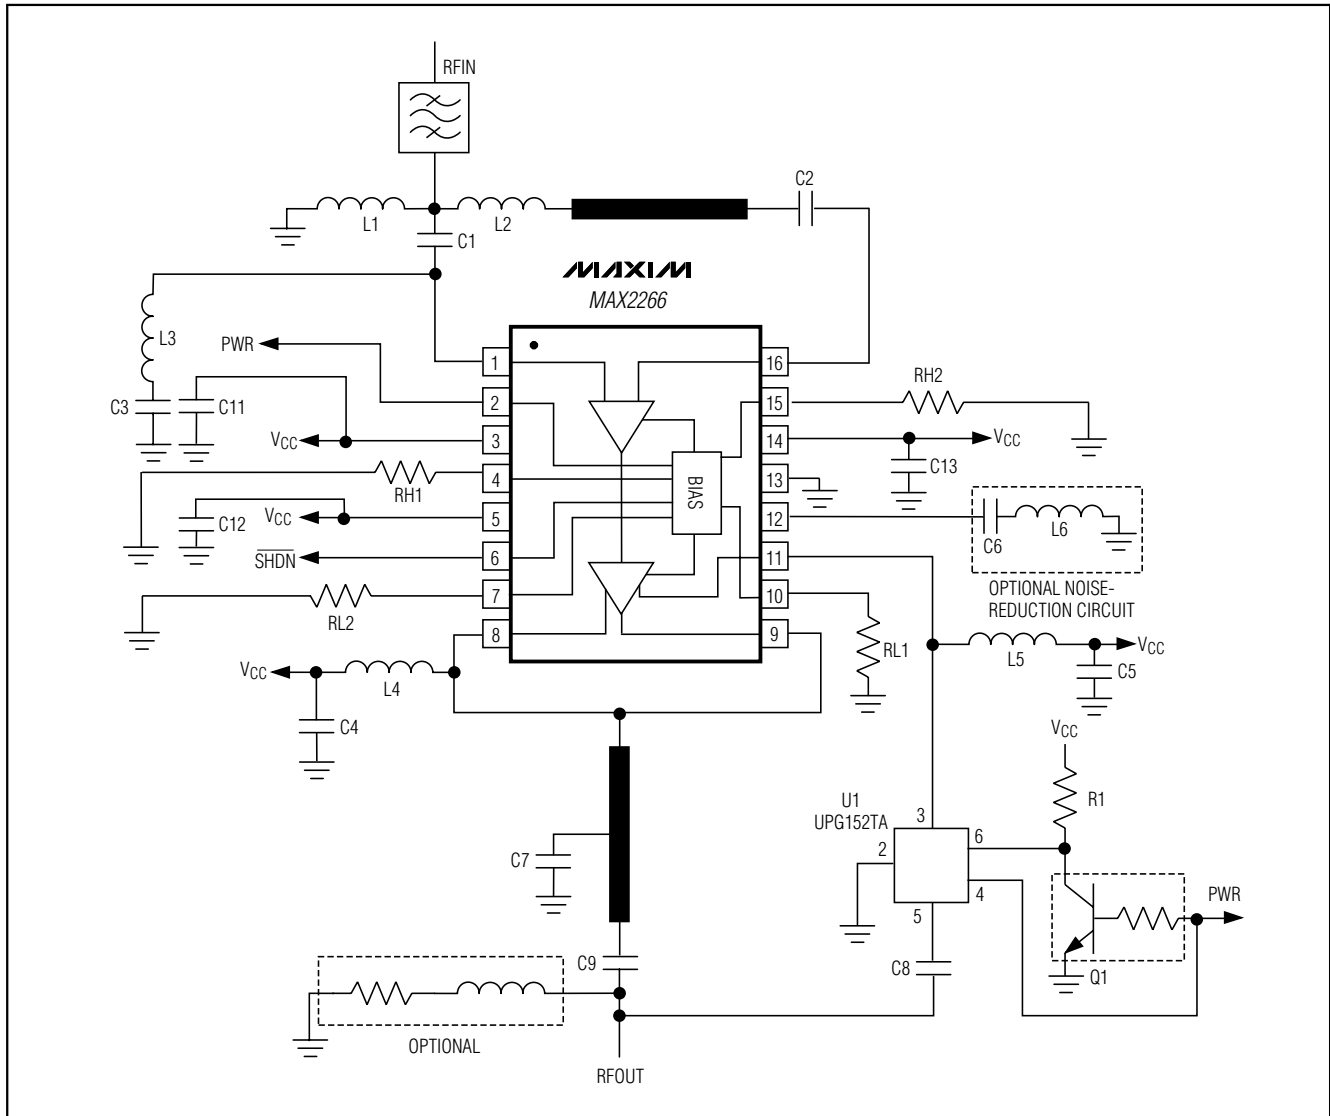 RFIN
C2
L1
L2
C1
MAXIM
MAX2266
L3
PWR
1
16
RH2
C3
C11
2
15
VCC
3
14
VCC
C13
RH1
4
13
BIAS
C12
VCC
5
12
C6
L6
SHDN
6
11
OPTIONAL NOISE-
REDUCTION CIRCUIT
RL2
7
10
8
9
RL1
VCC
L4
L5
VCC
C5
C4
VCC
R1
U1
UPG152TA
3
6
2
4
5
C7
PWR
C9
C8
Q1
OPTIONAL
RFOUT